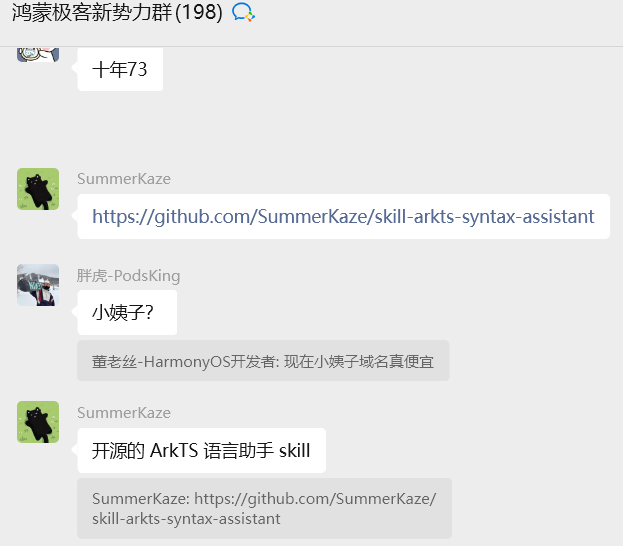 鸿蒙极客新势力群(198)
十年73
SummerKaze
https://github.com/SummerKaze/skill-arkts-syntax-assistant
胖虎-PodsKing
小姨子?
董老丝-HarmonyOS开发者: 现在小姨子域名真便宜
SummerKaze
开源的 ArkTS 语言助手 skill
SummerKaze: https://github.com/SummerKaze/
skill-arkts-syntax-assistant